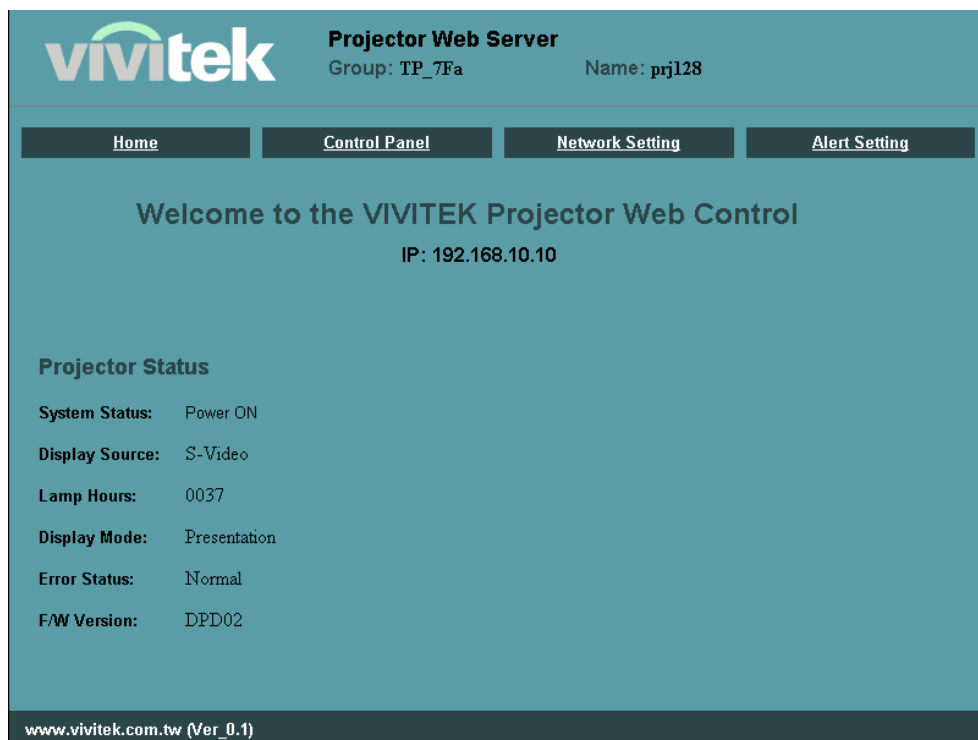 vivitek
Projector Web Server
Group: TP_7Fa Name: prj128
Home Control Panel Network Setting Alert Setting
Welcome to the VIVITEK Projector Web Control
IP: 192.168.10.10
Projector Status
System Status: Power ON
Display Source: S-Video
Lamp Hours: 0037
Display Mode: Presentation
Error Status: Normal
F/W Version: DPD02
www.vivitek.com.tw (Ver_0.1)